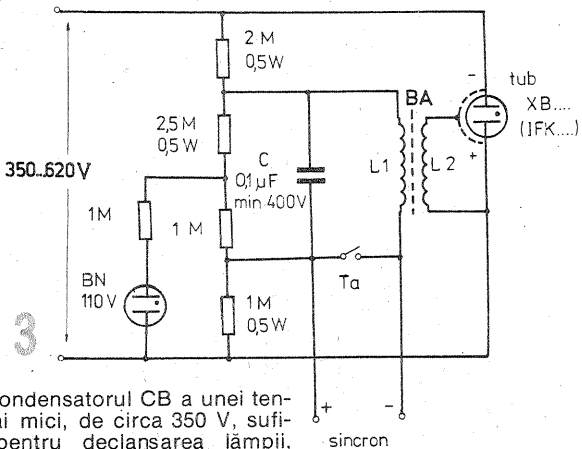 2 M
0,5W
tub
XB....
(IFK....)
BA
2,5 M
0,5W
350...620V
C
0,1µF
min 400V
L1
L2
1M
1 M
BN
110V
Ta
1M
0,5W
3
ondensatorul CB a unei ten-
ai mici, de circa 350 V, sufi-
pentru declanşarea lămpii,
+
-
sincron
-
+